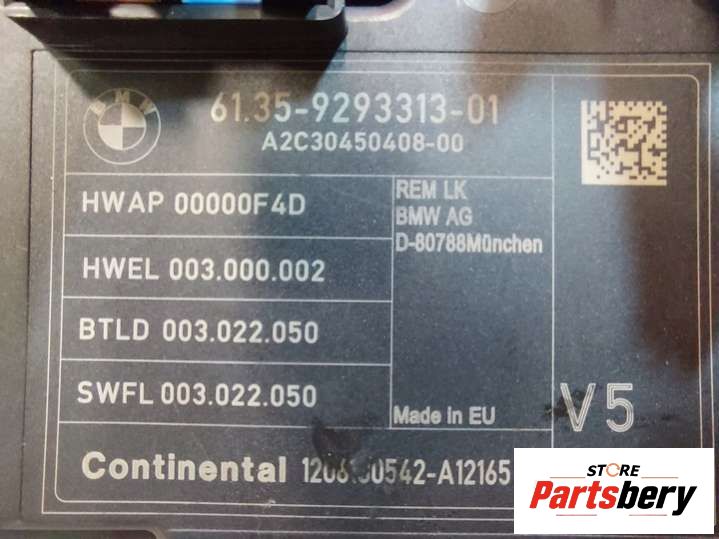 BMW
61.35-9293313-01
A2C30450408-00
HWAP 00000F4D
REM LK
BMW AG
D-80788München
HWEL 003.000.002
BTLD 003.022.050
SWFL 003.022.050
Made in EU
V5
Continental
STORE
Partsbery